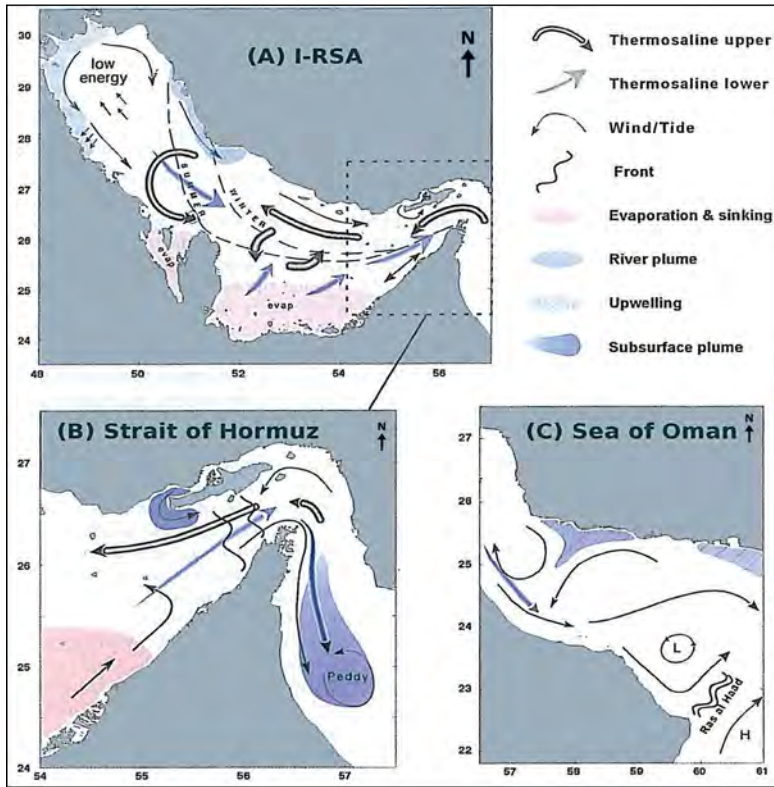 (A) I-RSA
N
low
energy
SUMMER
WINTER
evap
evap
30
29
28
27
26
25
24
48
50
52
54
56
Thermosaline upper
Thermosaline lower
Wind/Tide
Front
Evaporation & sinking
River plume
Upwelling
Subsurface plume
(B) Strait of Hormuz
N
27
26
25
24
54
55
56
57
Peddy
(C) Sea of Oman
N
27
26
25
24
23
22
57
58
59
60
61
L
Ras al Haad
H